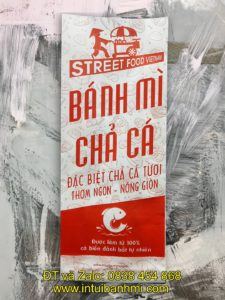 STREET FOOD VIETNAM
BÁNH MÌ
CHẢ CÁ
ĐẶC BIỆT CHẢ CÁ TƯƠI
THƠM NGON - NÓNG GIÒN
Được làm từ 100%
cá biển đánh bắt tự nhiên
ĐT và Zalo: 0838 454 868
www.intuibanhmi.com